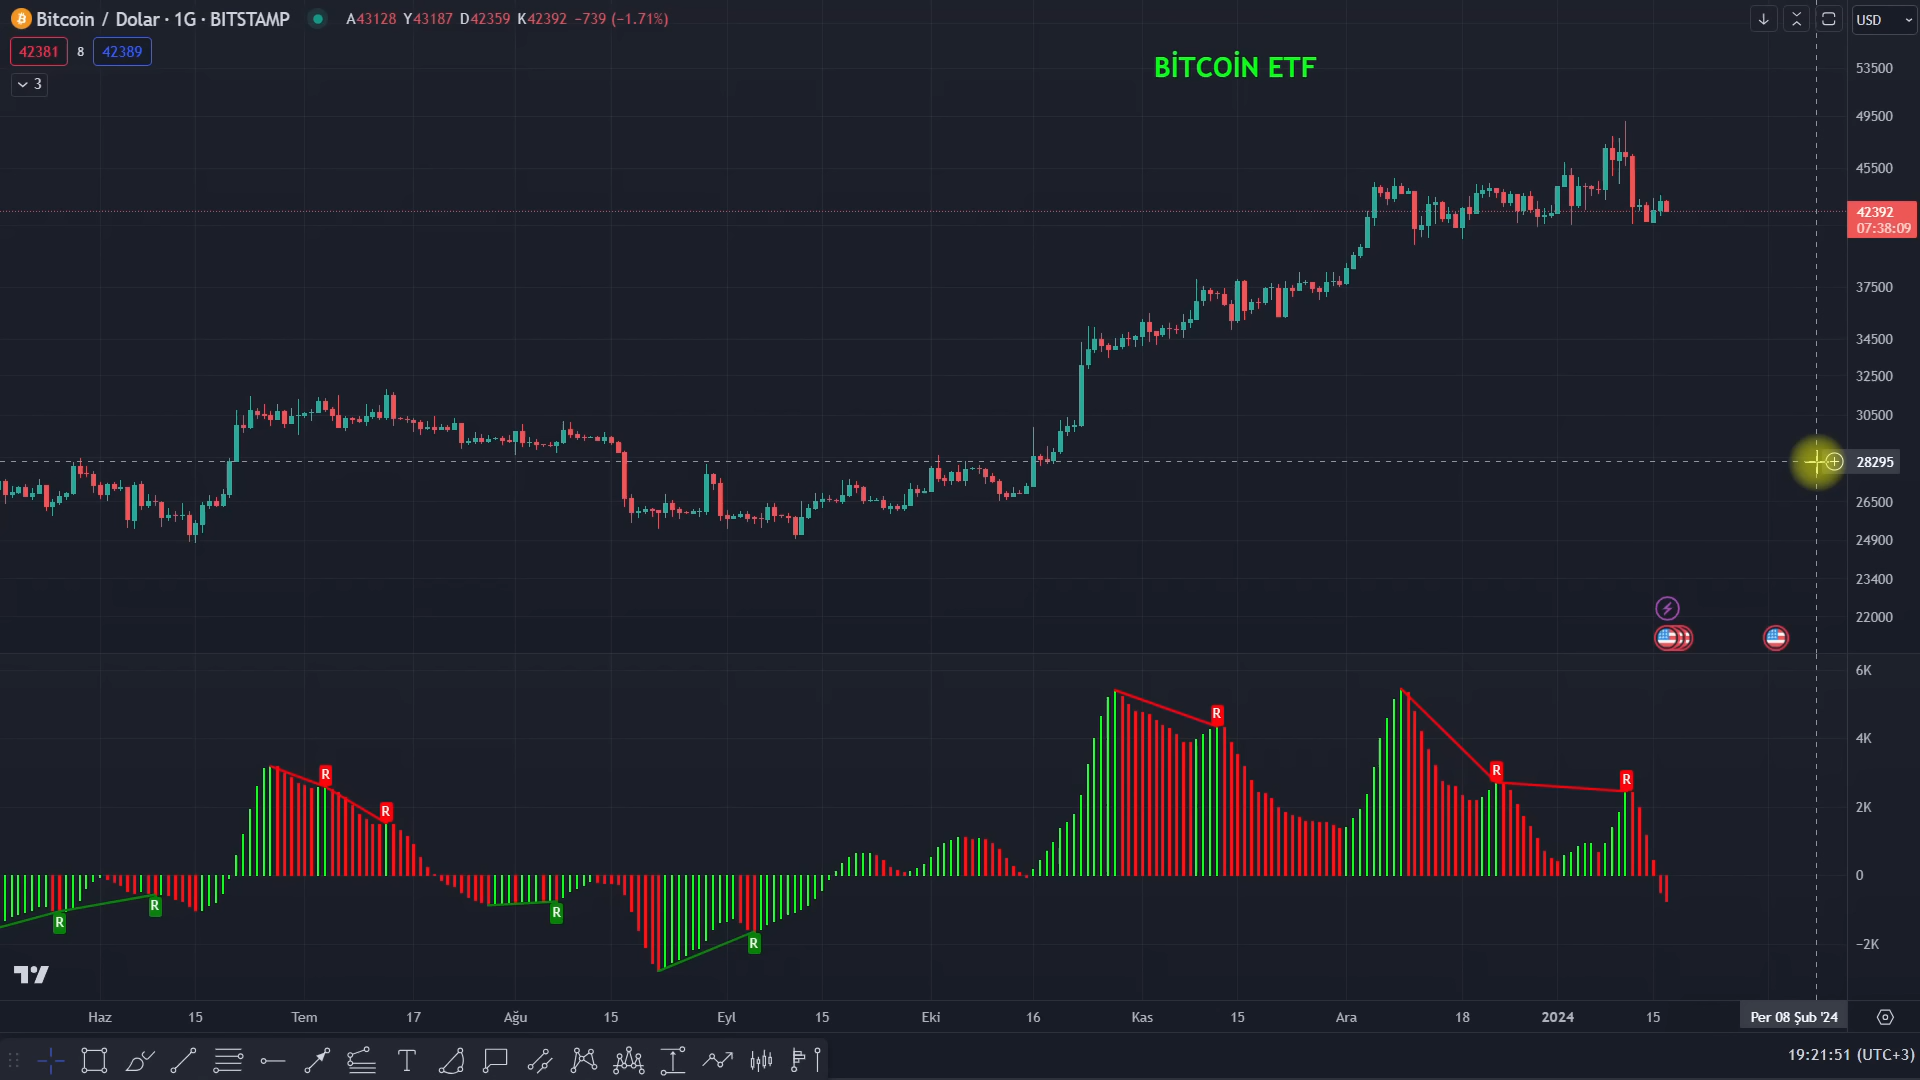 Bitcoin / Dolar · 1G · BITSTAMP A43128 Y43187 D42359 K42392 −739 (−1.71%)
USD
42381 8 42389
3
BİTCOİN ETF
53500
49500
45500
42392
07:38:09
37500
34500
32500
30500
28295
26500
24900
23400
22000
6K
4K
2K
0
−2K
R
R
R
R
R
R
R
R
R
Haz 15 Tem 17 Ağu 15 Eyl 15 Eki 16 Kas 15 Ara 18 2024 15 Per 08 Şub '24
19:21:51 (UTC+3)